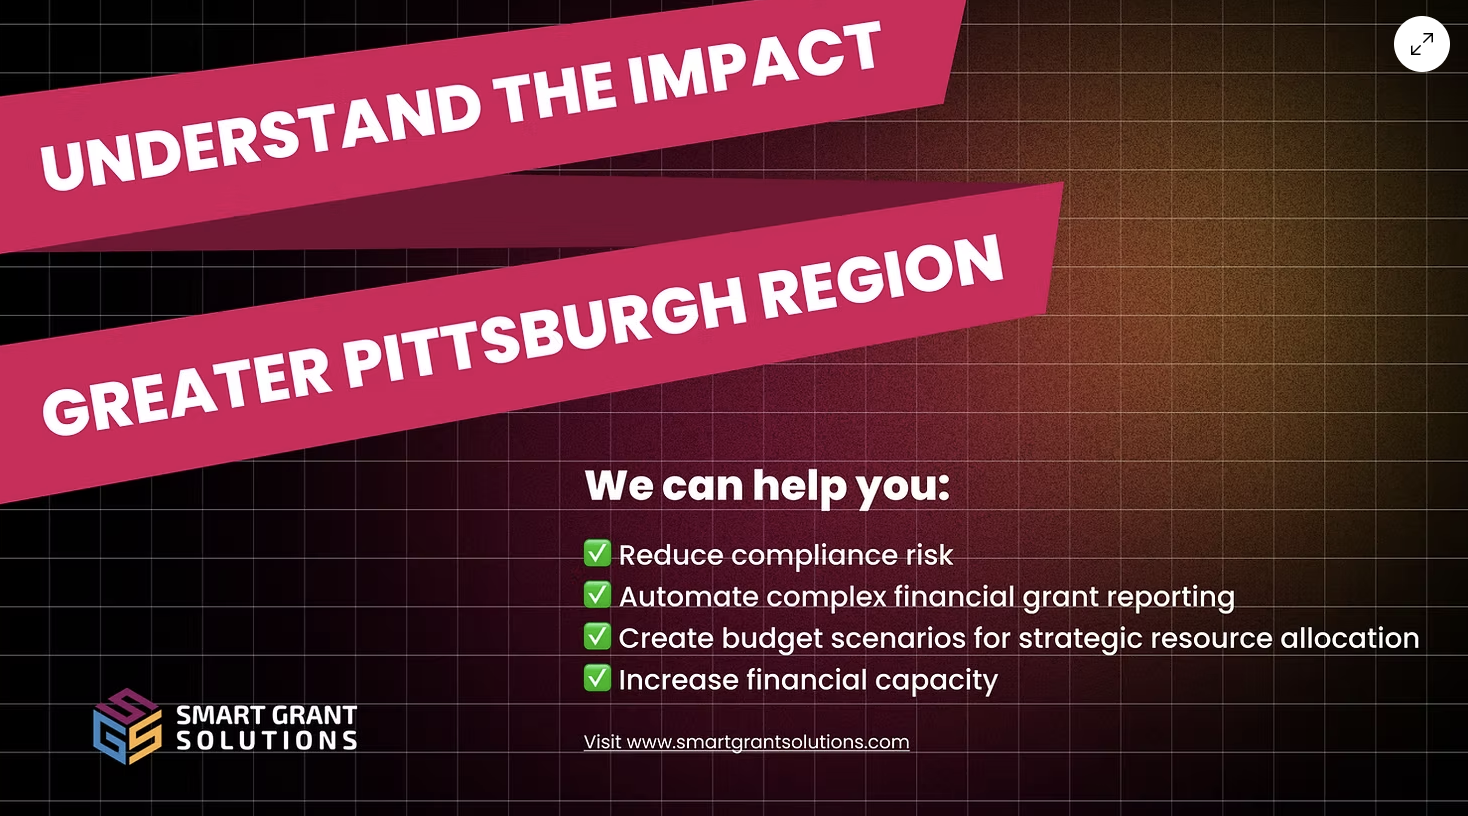 UNDERSTAND THE IMPACT
GREATER PITTSBURGH REGION
We can help you:
✅ Reduce compliance risk
✅ Automate complex financial grant reporting
✅ Create budget scenarios for strategic resource allocation
✅ Increase financial capacity
Visit www.smartgrantsolutions.com
SGS
SMART GRANT
SOLUTIONS